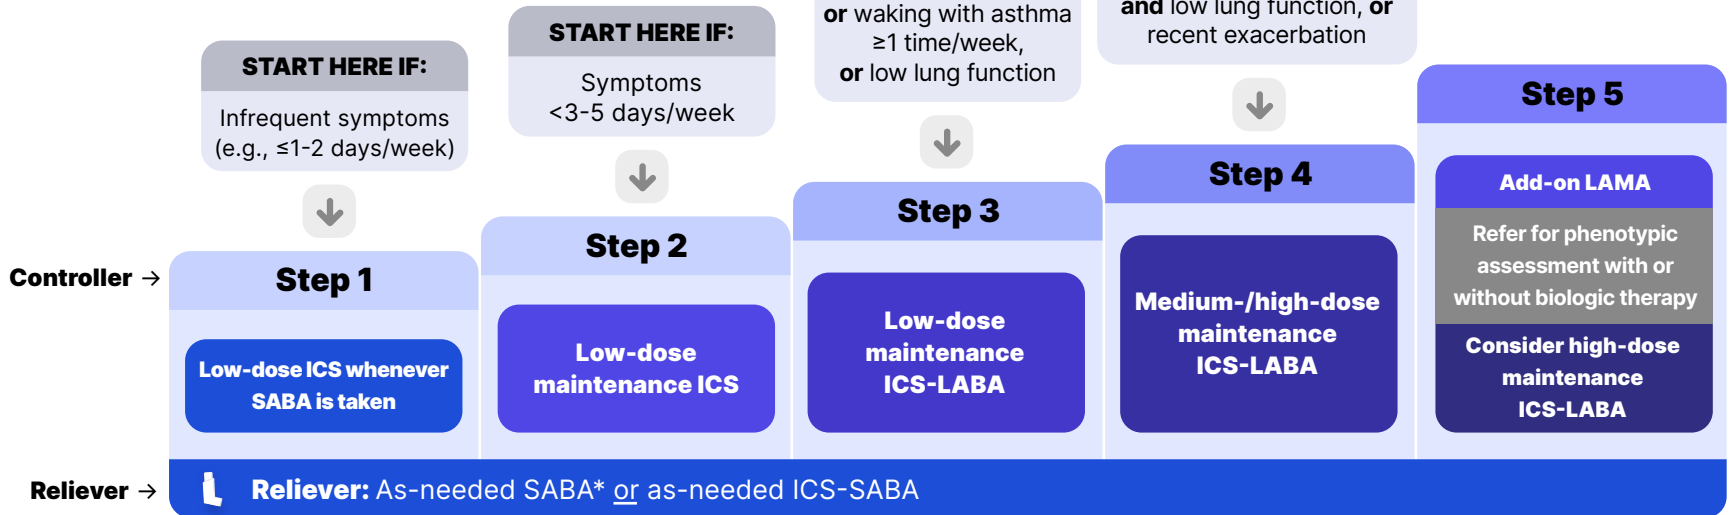 START HERE IF:
Infrequent symptoms
(e.g., ≤1-2 days/week)
START HERE IF:
Symptoms
<3-5 days/week
or waking with asthma
≥1 time/week,
or low lung function
and low lung function, or
recent exacerbation
Controller →
Step 1
Low-dose ICS whenever
SABA is taken
Step 2
Low-dose
maintenance ICS
Step 3
Low-dose
maintenance
ICS-LABA
Step 4
Medium-/high-dose
maintenance
ICS-LABA
Step 5
Add-on LAMA
Refer for phenotypic
assessment with or
without biologic therapy
Consider high-dose
maintenance
ICS-LABA
Reliever →
Reliever: As-needed SABA* or as-needed ICS-SABA